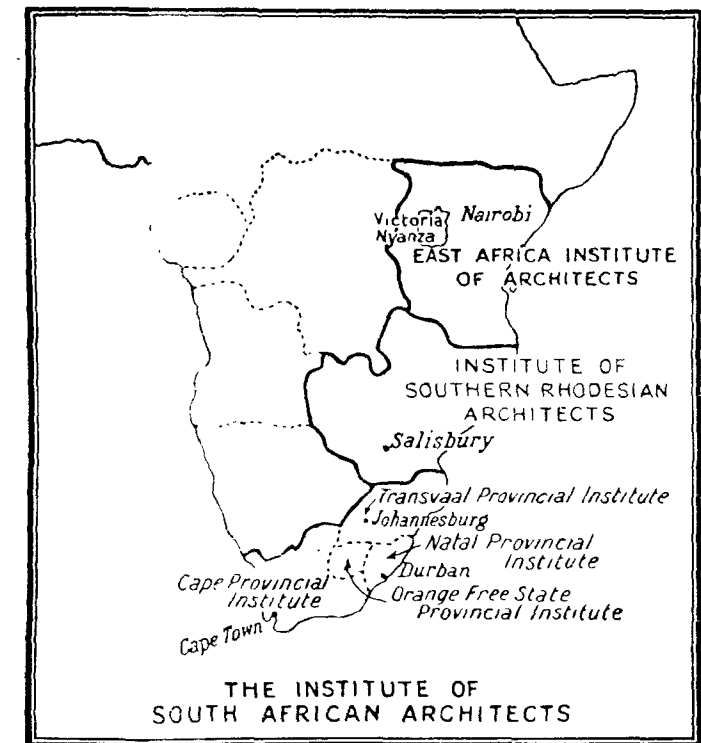 Victoria
Nyanza
Nairobi
EAST AFRICA INSTITUTE
OF ARCHITECTS
INSTITUTE OF
SOUTHERN RHODESIAN
ARCHITECTS
Salisbury
Transvaal Provincial Institute
Johannesburg
Natal Provincial
Institute
Durban
Cape Provincial
Institute
Orange Free State
Provincial Institute
Cape Town
THE INSTITUTE OF
SOUTH AFRICAN ARCHITECTS